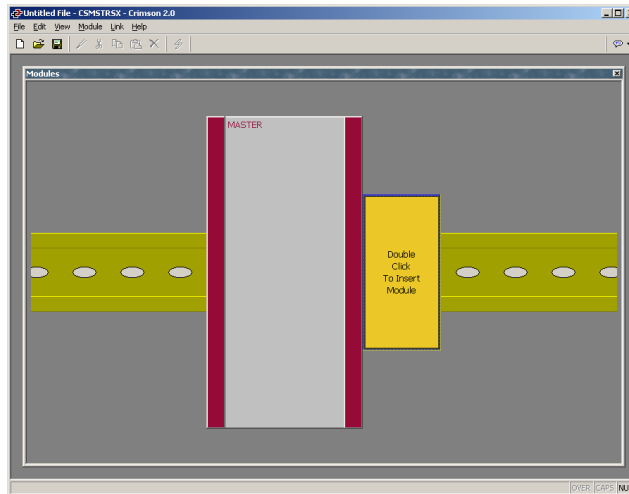 Untitled File - CSMSTRSX - Crimson 2.0
File Edit View Module Link Help
Modules
MASTER
Double
Click
To Insert
Module
OVER CAPS NU